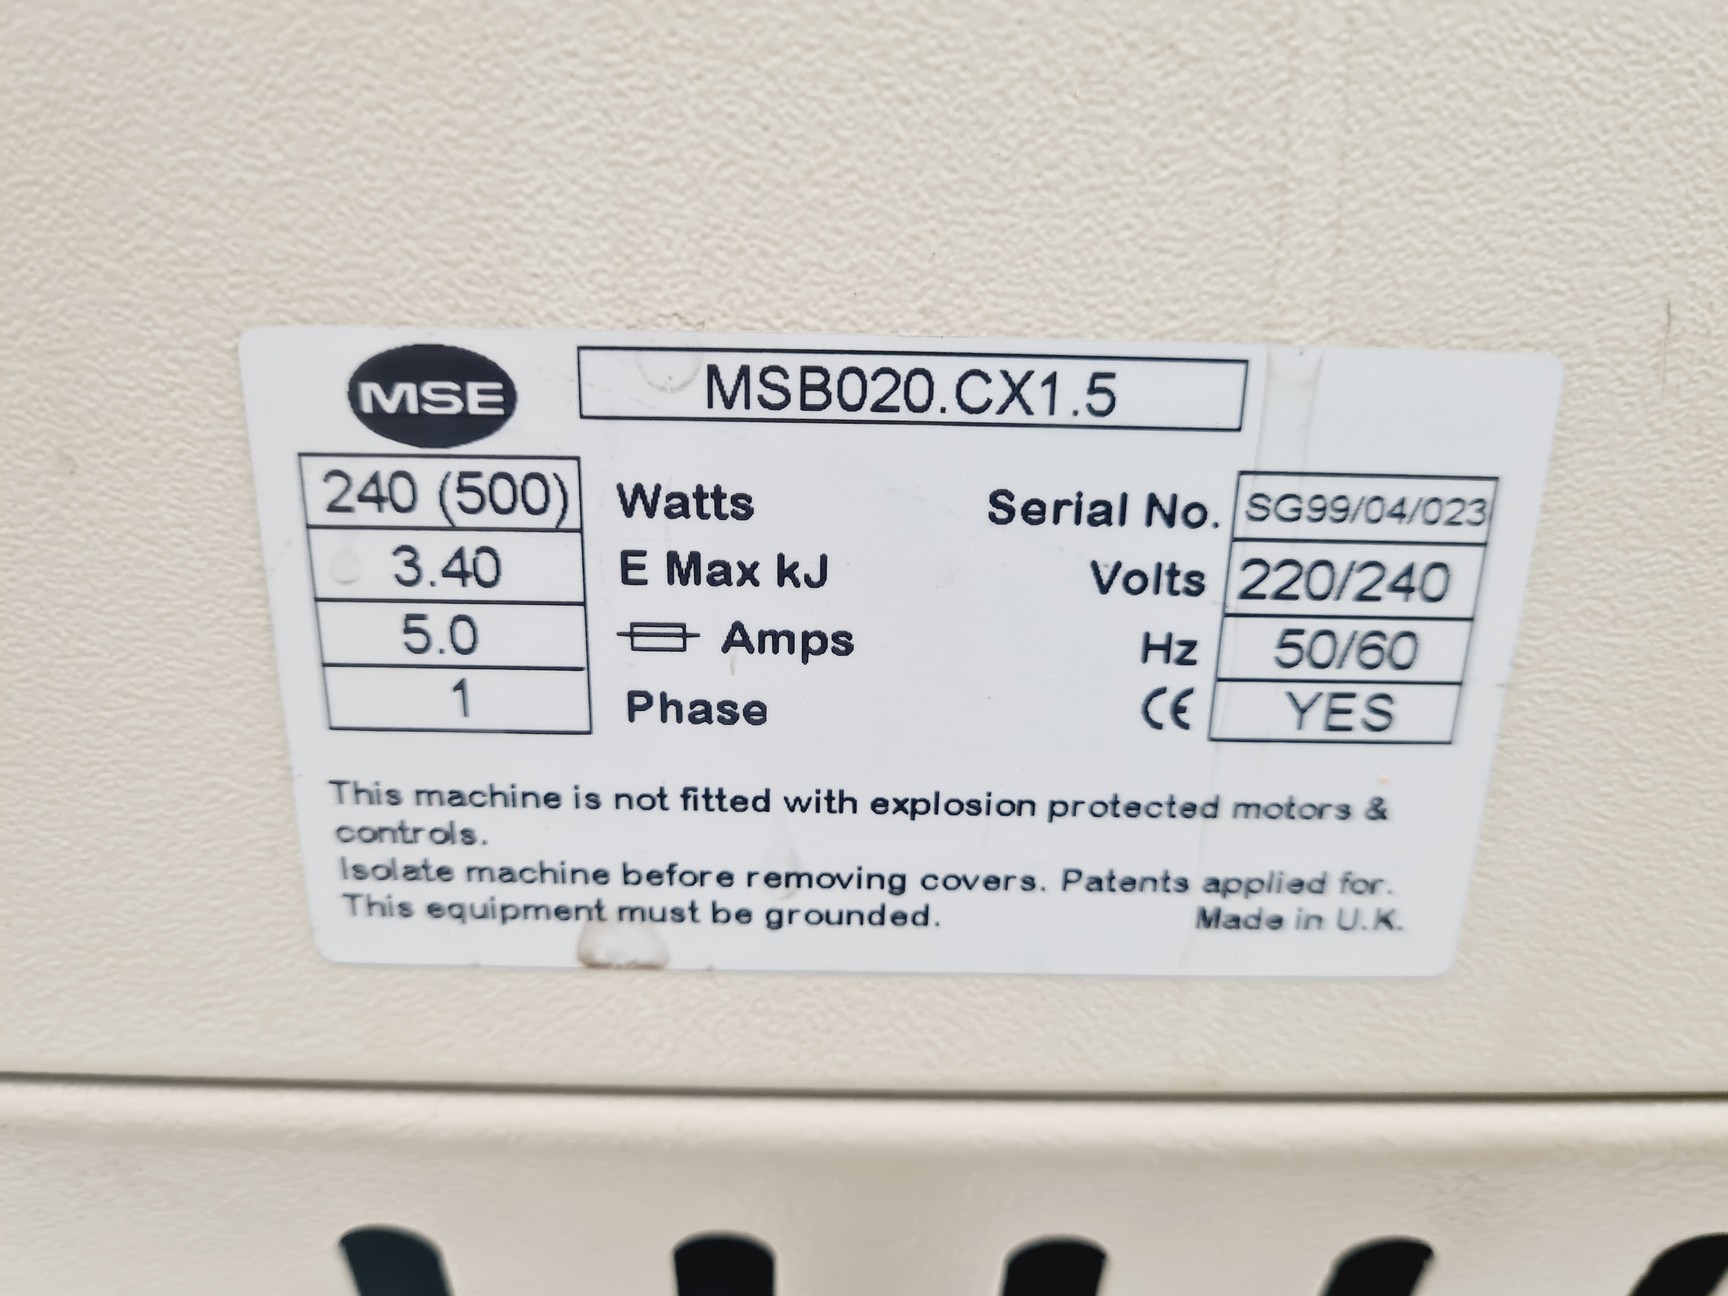 MSE
MSB020.CX1.5
240 (500) Watts Serial No. SG99/04/023
3.40 E Max kJ Volts 220/240
5.0 Amps Hz 50/60
1 Phase CE YES
This machine is not fitted with explosion protected motors &
controls.
Isolate machine before removing covers. Patents applied for.
This equipment must be grounded. Made in U.K.